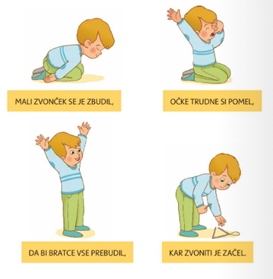 MALI ZVONČEK SE JE ZBUDIL,
OČKE TRUDNE SI POMEL,
DA BI BRATCE VSE PREBUDIL,
KAR ZVONITI JE ZAČEL.